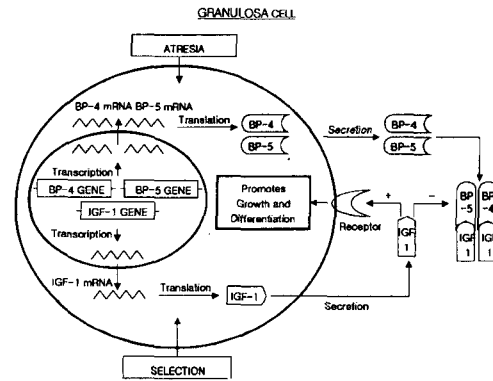 GRANULOSA CELL
ATRESIA
BP-4 mRNA BP-5 mRNA
Translation
BP-4
BP-5
Secretion
BP-4
BP-5
Transcription
BP-4 GENE
BP-5 GENE
IGF-1 GENE
Transcription
Promotes
Growth and
Differentiation
Receptor
+
−
IGF
1
BP
-5
IGF
1
BP
-4
IGF
1
IGF-1 mRNA
Translation
IGF-1
Secretion
SELECTION